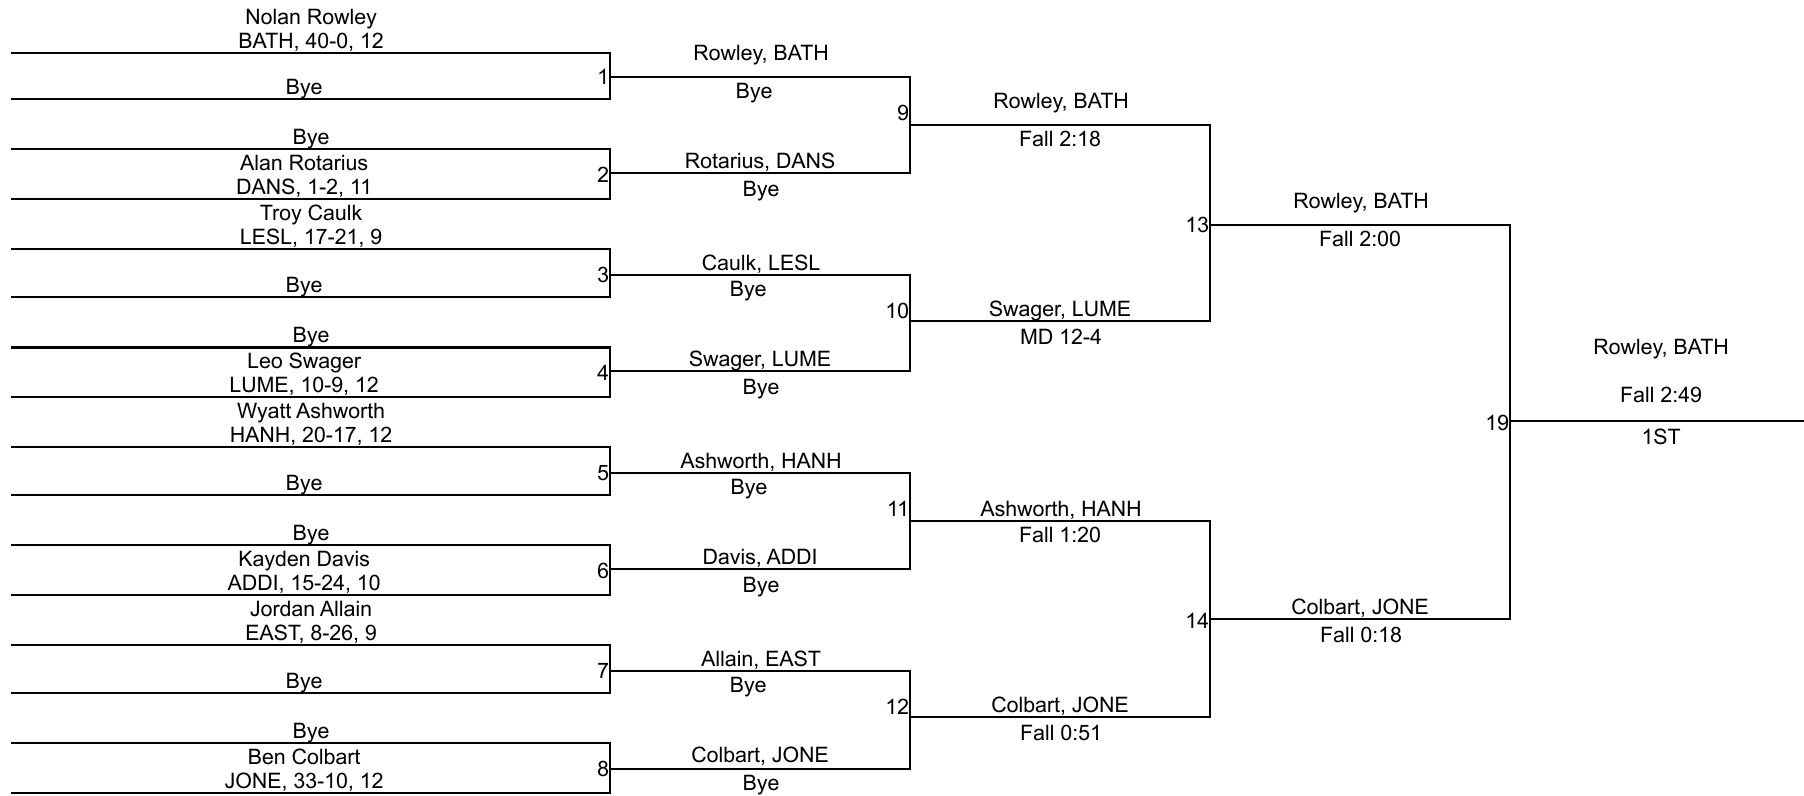 Nolan Rowley
BATH, 40-0, 12
Bye
1
Bye
Alan Rotarius
DANS, 1-2, 11
2
Troy Caulk
LESL, 17-21, 9
Bye
3
Bye
Leo Swager
LUME, 10-9, 12
4
Wyatt Ashworth
HANH, 20-17, 12
Bye
5
Bye
Kayden Davis
ADDI, 15-24, 10
6
Jordan Allain
EAST, 8-26, 9
Bye
7
Bye
Ben Colbart
JONE, 33-10, 12
8
Rowley, BATH
Bye
9
Rotarius, DANS
Bye
Caulk, LESL
Bye
10
Swager, LUME
Bye
Ashworth, HANH
Bye
11
Davis, ADDI
Bye
Allain, EAST
Bye
12
Colbart, JONE
Bye
Rowley, BATH
Fall 2:18
13
Swager, LUME
MD 12-4
Ashworth, HANH
Fall 1:20
14
Colbart, JONE
Fall 0:51
Rowley, BATH
Fall 2:00
19
Colbart, JONE
Fall 0:18
Rowley, BATH
Fall 2:49
1ST